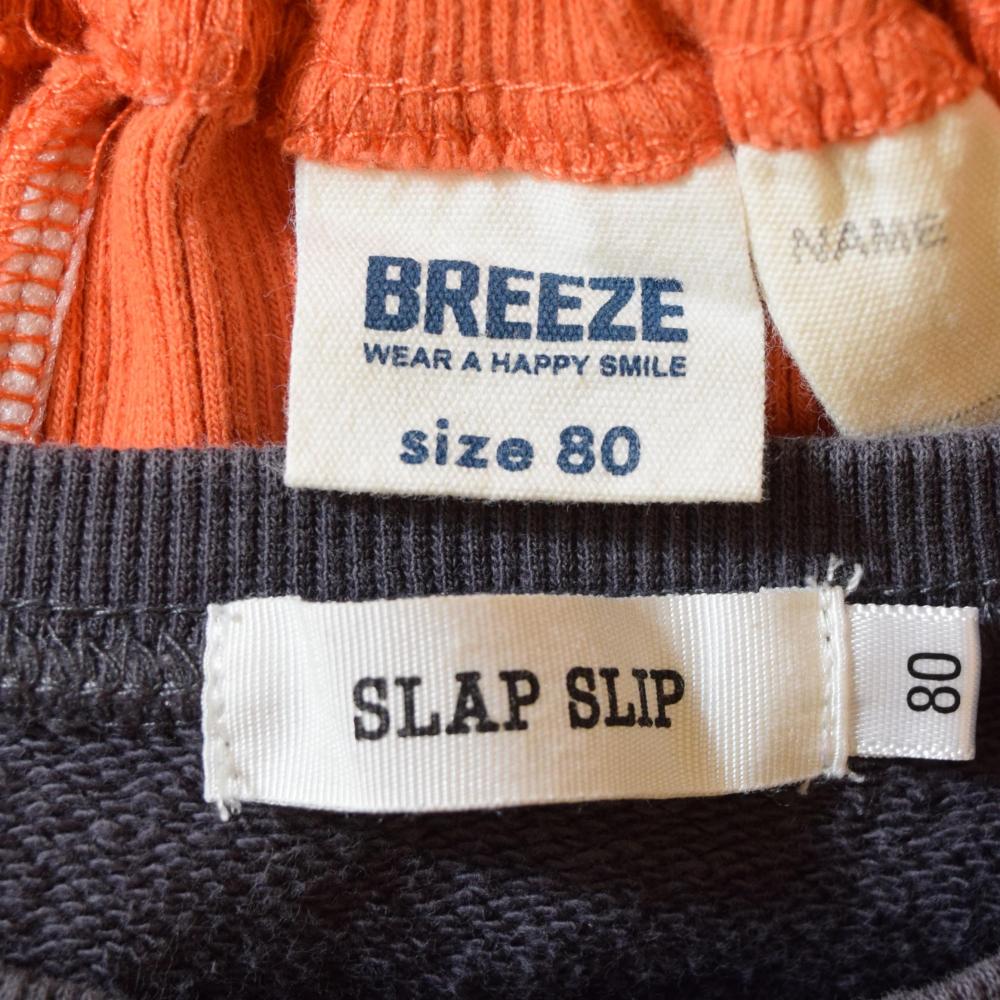 NAME
BREEZE
WEAR A HAPPY SMILE
size 80
SLAP SLIP
80